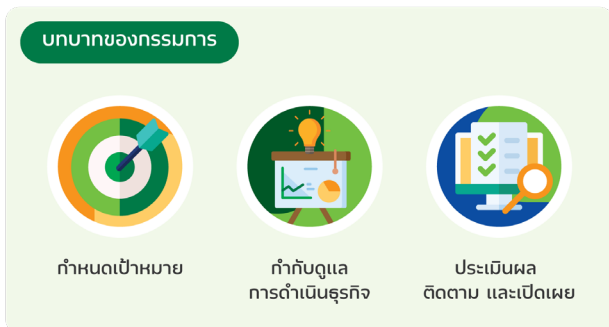 บทบาทของกรรมการ
กำหนดเป้าหมาย
กำกับดูแล
การดำเนินธุรกิจ
ประเมินผล
ติดตาม และเปิดเผย